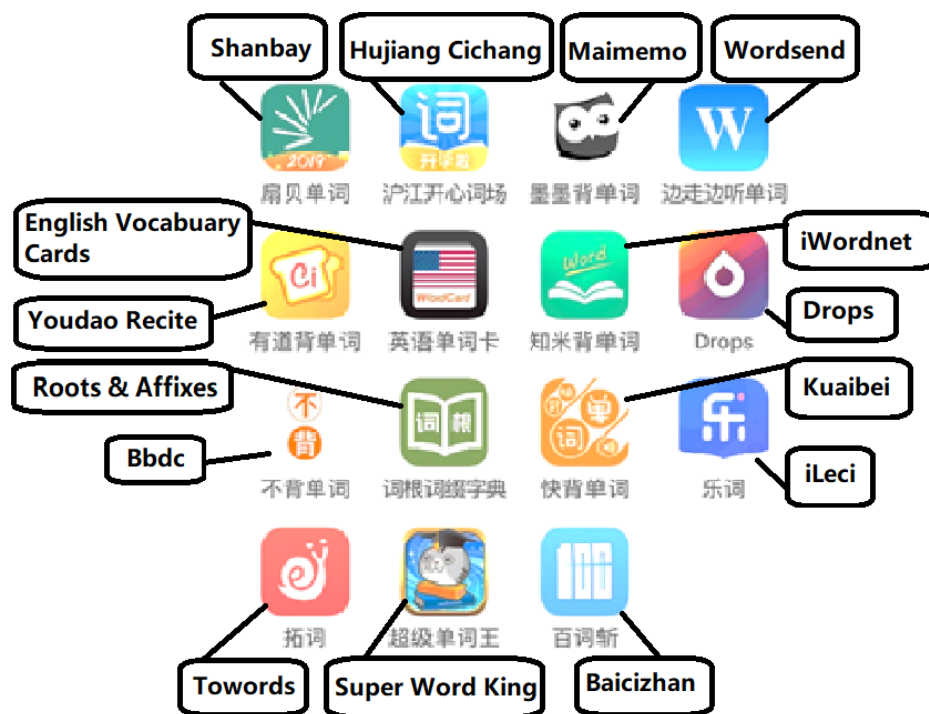 Shanbay
Hujiang Cichang
Maimemo
Wordsend
词
W
2019
开学啦
扇贝单词
沪江开心词场
墨墨背单词
边走边听单词
English Vocabuary
Cards
iWordnet
Ci
WordCard
Word
Youdao Recite
Drops
有道背单词
英语单词卡
知米背单词
Drops
Roots & Affixes
Kuaibei
不
背
词 根
单
词
乐
Bbdc
iLeci
不背单词
词根词缀字典
快背单词
乐词
100
拓词
超级单词王
百词斩
Towords
Super Word King
Baicizhan